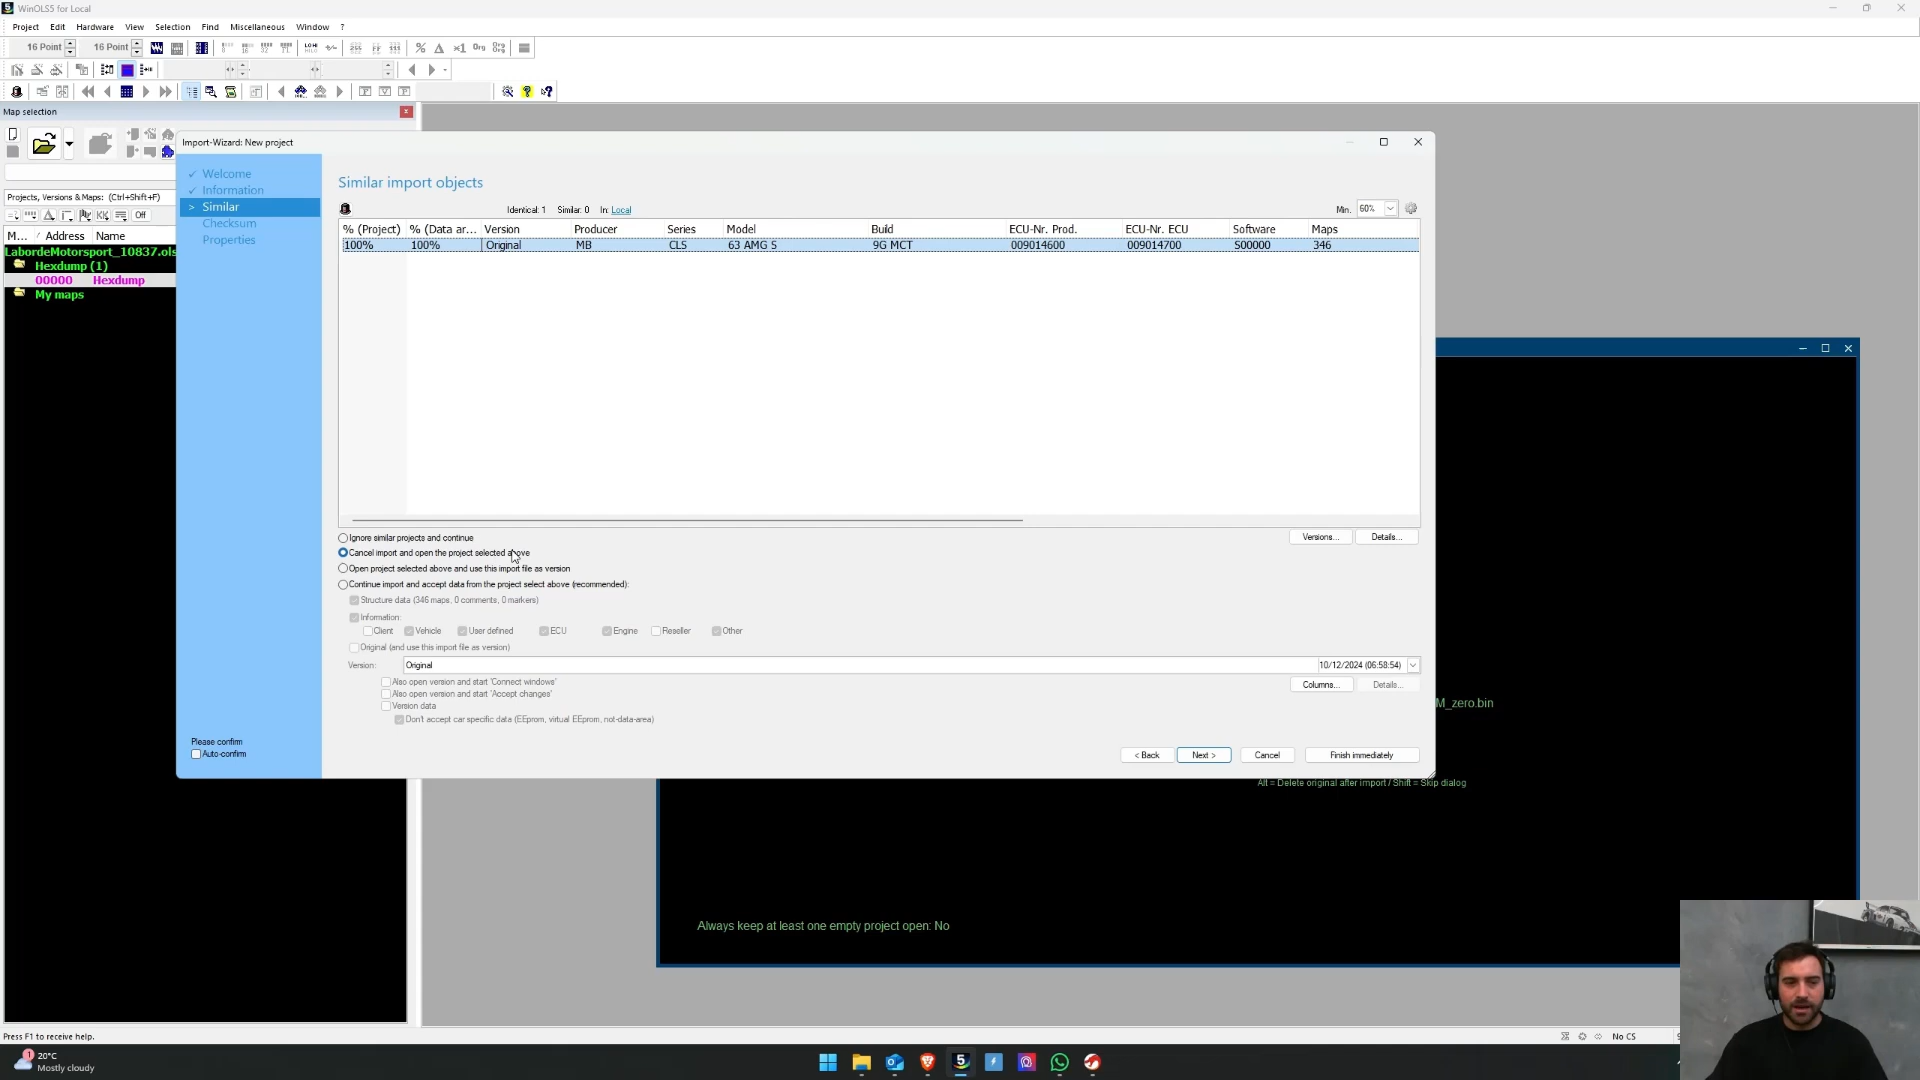 WinOLS5 for Local
Project Edit Hardware View Selection Find Miscellaneous Window ?
16 Point 16 Point
Map selection
Import-Wizard: New project
Welcome
Information
> Similar
Checksum
Properties
Similar import objects
Identical: 1 Similar: 0 In: Local
Min. 60%
Projects, Versions & Maps: (Ctrl+Shift+F)
Off
M... Address Name
LabordeMotorsport_10837.ols
Hexdump (1)
00000 Hexdump
My maps
% (Project) % (Data ar... Version Producer Series Model Build ECU-Nr. Prod. ECU-Nr. ECU Software Maps
100% 100% Original MB CLS 63 AMG S 9G MCT 009014600 009014700 S00000 346
Ignore similar projects and continue
Versions... Details...
Cancel import and open the project selected above
Open project selected above and use this import file as version
Continue import and accept data from the project select above (recommended):
Structure data (346 maps, 0 comments, 0 markers)
Information:
Client Vehicle User defined ECU Engine Reseller Other
Original (and use this import file as version)
Version: Original 10/12/2024 (06:58:54)
Also open version and start 'Connect windows'
Columns... Details...
Also open version and start 'Accept changes'
Version data
Don't accept car specific data (EEprom, virtual EEprom, not-data-area)
Please confirm
Auto-confirm
< Back Next > Cancel Finish immediately
M_zero.bin
Alt = Delete original after import / Shift = Skip dialog
Always keep at least one empty project open: No
Press F1 to receive help.
No CS
20°C
Mostly cloudy